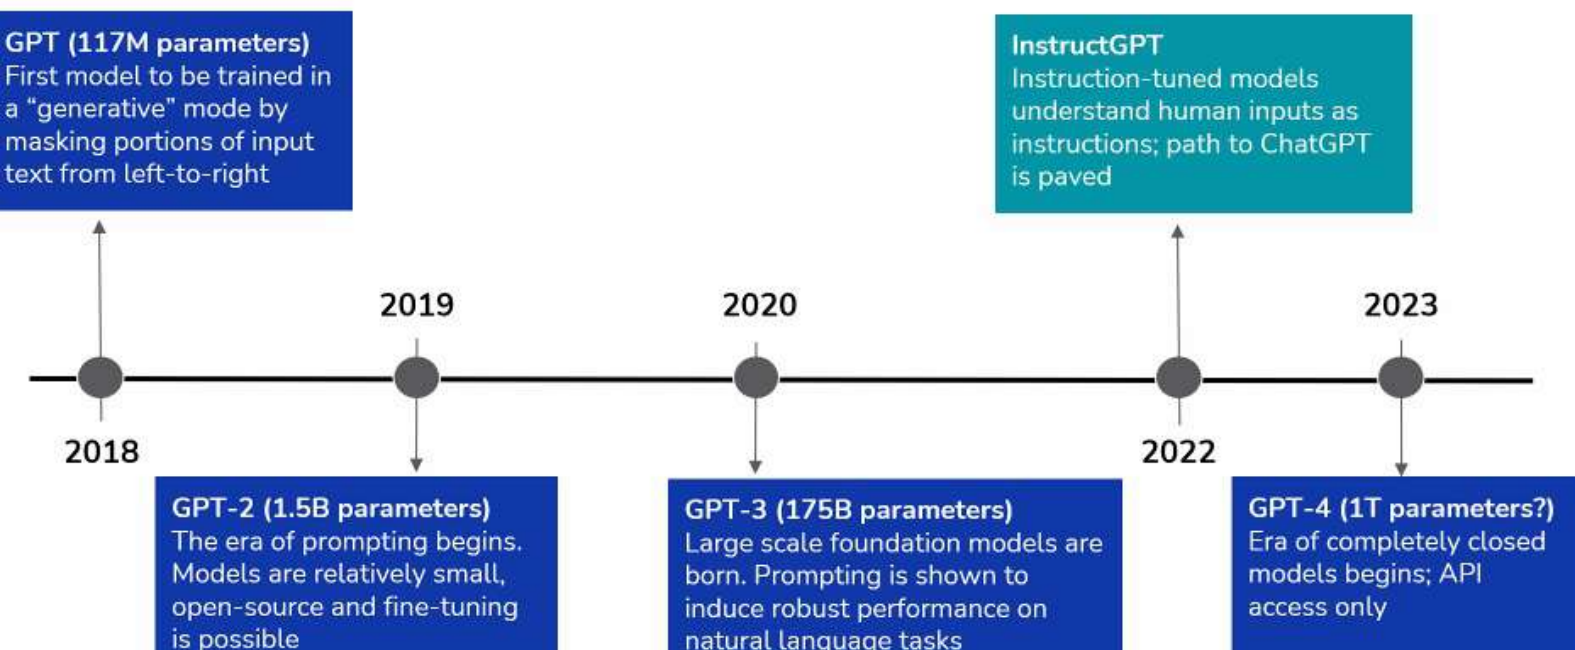 GPT (117M parameters)
First model to be trained in
a “generative” mode by
masking portions of input
text from left-to-right
InstructGPT
Instruction-tuned models
understand human inputs as
instructions; path to ChatGPT
is paved
2019
2020
2023
2018
2022
GPT-2 (1.5B parameters)
The era of prompting begins.
Models are relatively small,
open-source and fine-tuning
is possible
GPT-3 (175B parameters)
Large scale foundation models are
born. Prompting is shown to
induce robust performance on
natural language tasks
GPT-4 (1T parameters?)
Era of completely closed
models begins; API
access only